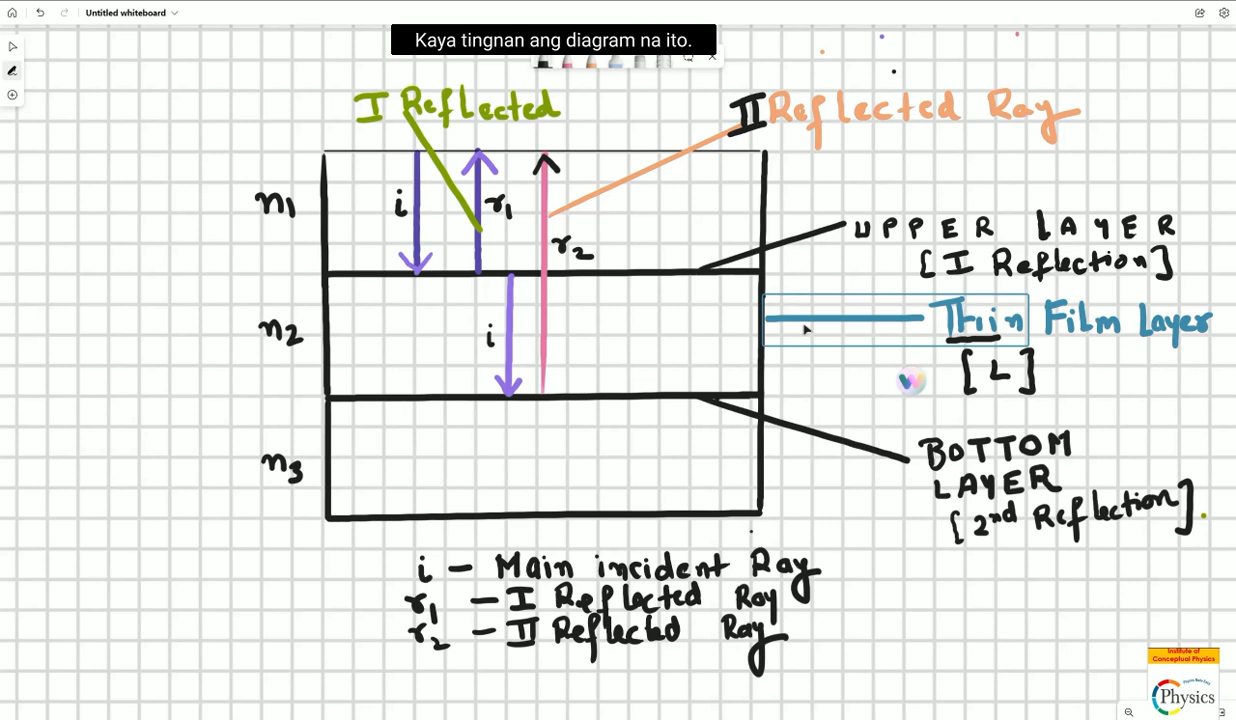 Untitled whiteboard
Kaya tingnan ang diagram na ito.
I Reflected
II Reflected Ray
n1
i
r1
r2
UPPER LAYER
[I Reflection]
n2
i
Thin Film Layer
[L]
n3
BOTTOM
LAYER
[2nd Reflection]
i - Main incident Ray
r1 - I Reflected Ray
r2 - II Reflected Ray
Institute of
Conceptual Physics
Physics